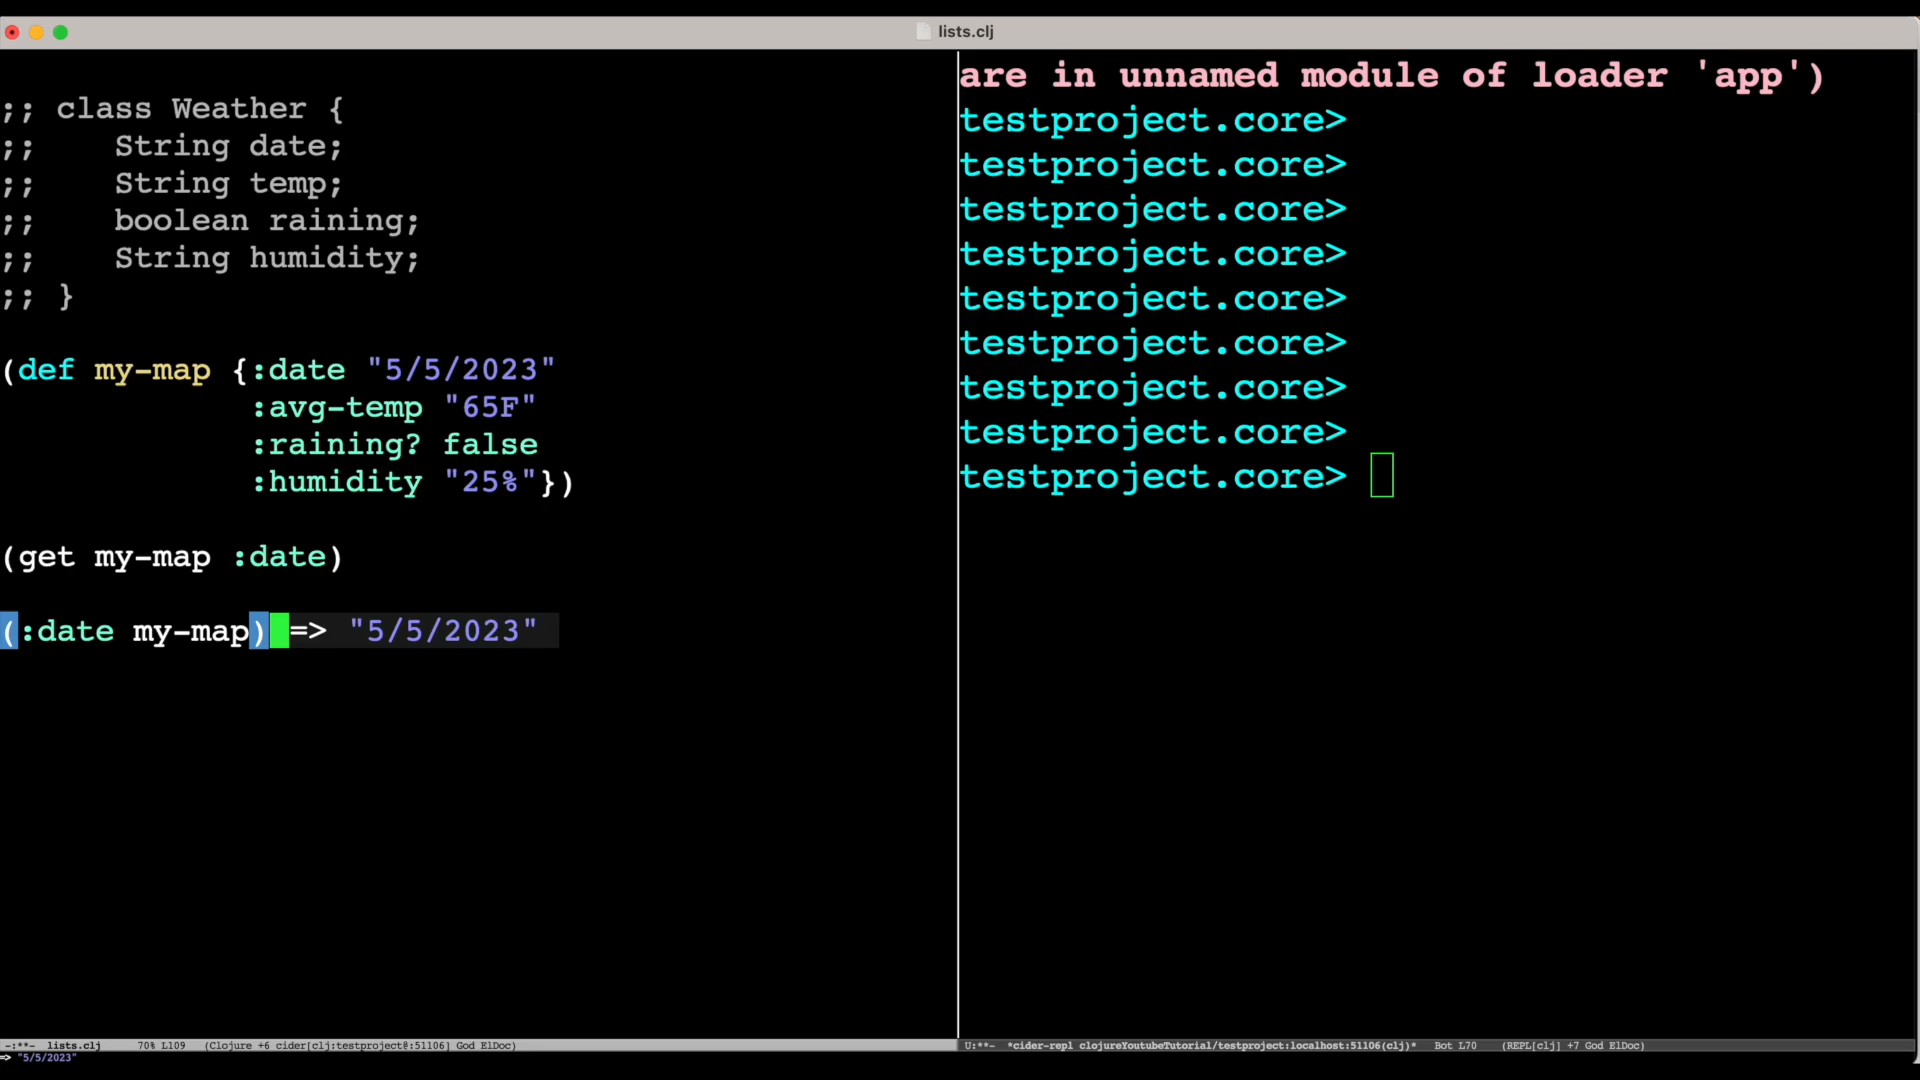 lists.clj
;; class Weather {
;;    String date;
;;    String temp;
;;    boolean raining;
;;    String humidity;
;; }
(def my-map {:date "5/5/2023"
             :avg-temp "65F"
             :raining? false
             :humidity "25%"})
(get my-map :date)
(:date my-map) => "5/5/2023"
-:**-  lists.clj      70% L109   (Clojure +6 cider[clj:testproject@:51106] God ElDoc)
=> "5/5/2023"
are in unnamed module of loader 'app')
testproject.core>
testproject.core>
testproject.core>
testproject.core>
testproject.core>
testproject.core>
testproject.core>
testproject.core>
testproject.core>
U:**-  *cider-repl clojureYoutubeTutorial/testproject:localhost:51106(clj)*   Bot L70    (REPL[clj] +7 God ElDoc)